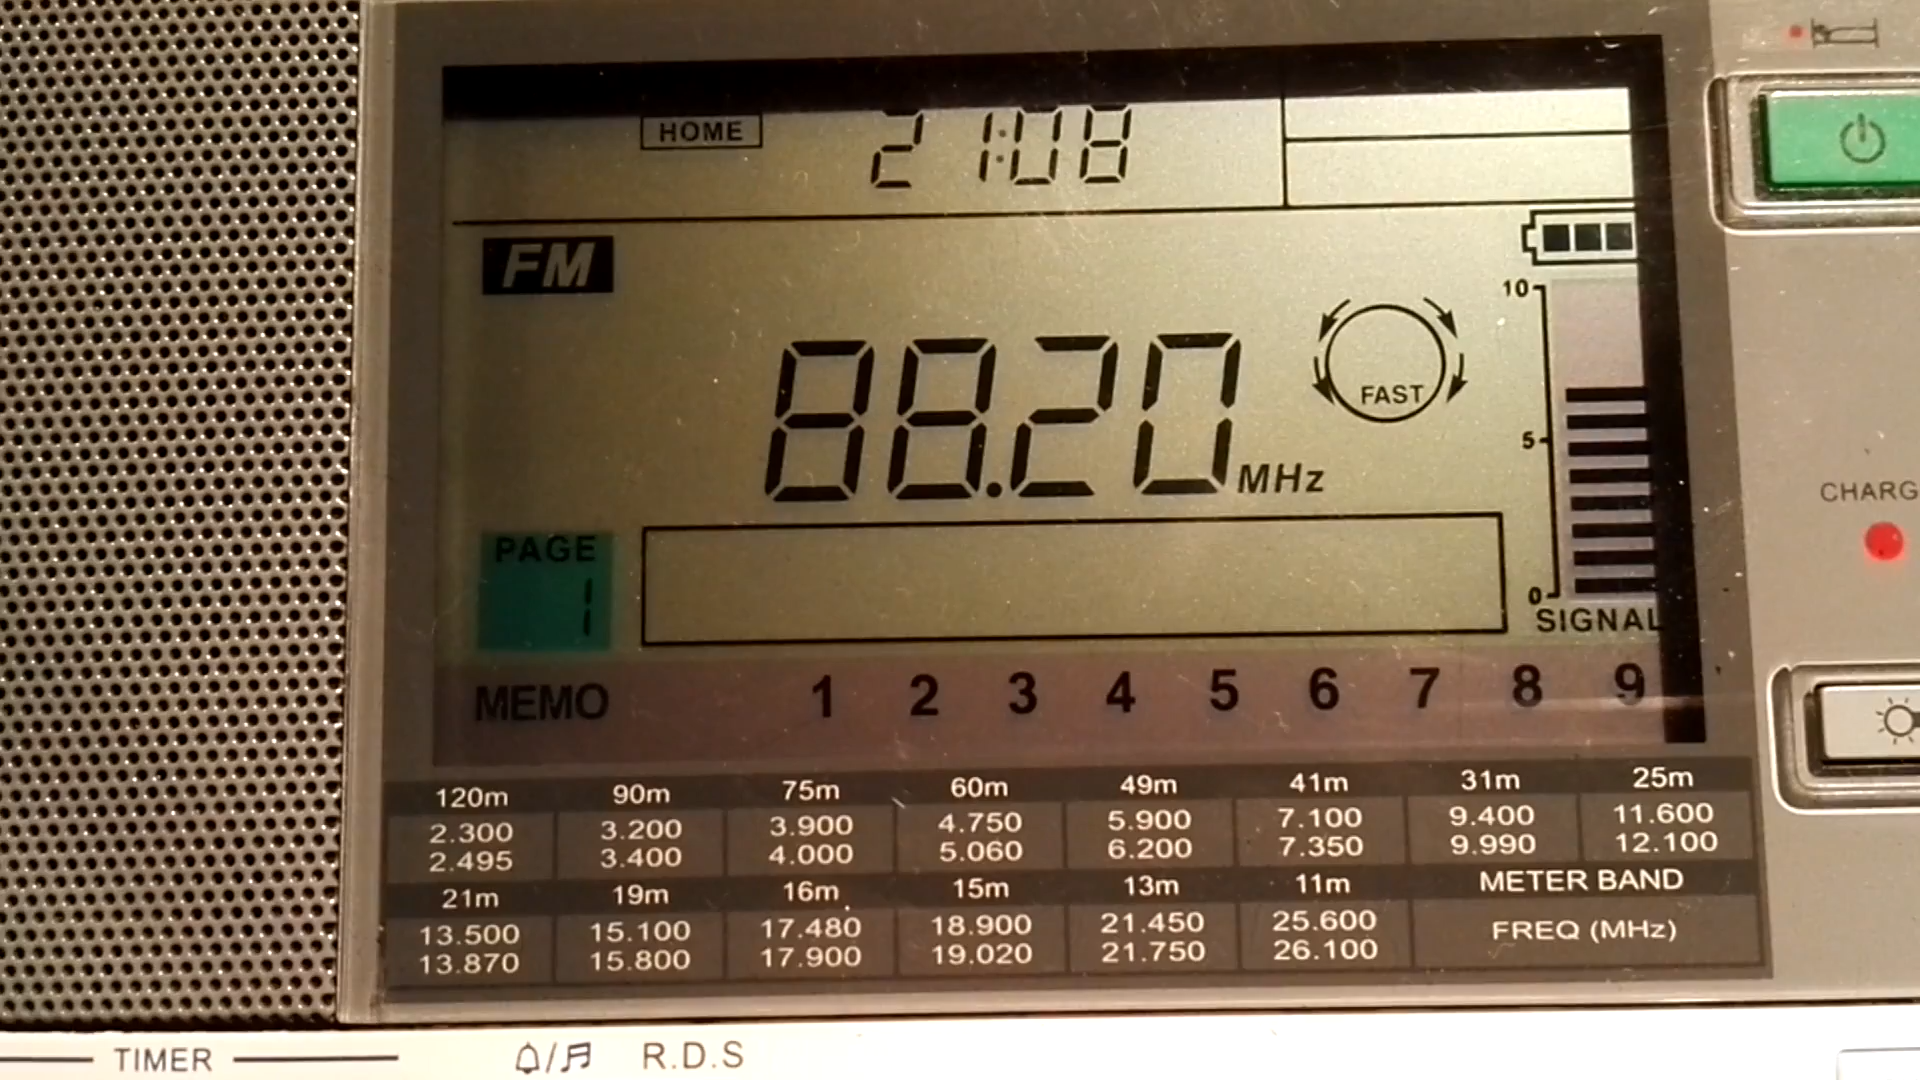 HOME 21:08
FM
10
88.20 MHz
FAST
5
CHARG
PAGE
1
0
SIGNAL
MEMO 1 2 3 4 5 6 7 8 9
120m 90m 75m 60m 49m 41m 31m 25m
2.300 3.200 3.900 4.750 5.900 7.100 9.400 11.600
2.495 3.400 4.000 5.060 6.200 7.350 9.990 12.100
21m 19m 16m 15m 13m 11m METER BAND
13.500 15.100 17.480 18.900 21.450 25.600 FREQ (MHz)
13.870 15.800 17.900 19.020 21.750 26.100
TIMER R.D.S